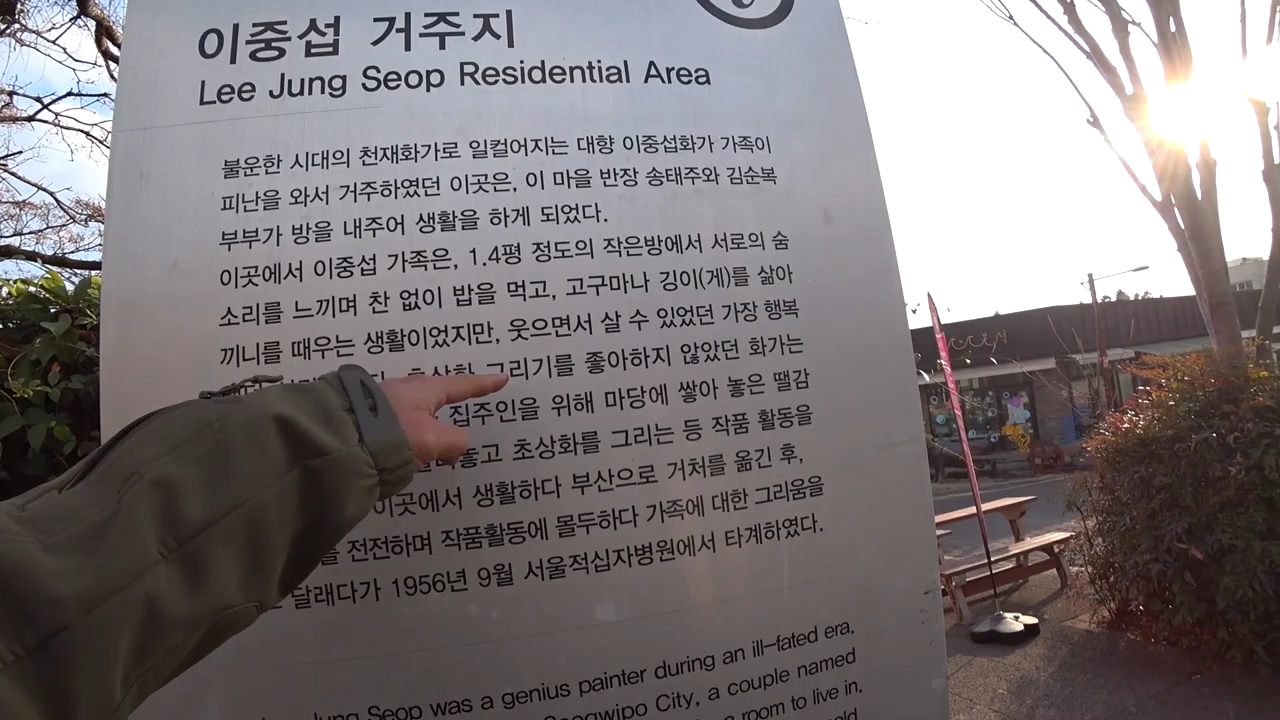 이중섭 거주지
Lee Jung Seop Residential Area
불운한 시대의 천재화가로 일컬어지는 대향 이중섭화가 가족이
피난을 와서 거주하였던 이곳은, 이 마을 반장 송태주와 김순복
부부가 방을 내주어 생활을 하게 되었다.
이곳에서 이중섭 가족은, 1.4평 정도의 작은방에서 서로의 숨
소리를 느끼며 찬 없이 밥을 먹고, 고구마나 깅이(게)를 삶아
끼니를 때우는 생활이었지만, 웃으면서 살 수 있었던 가장 행복
초상화 그리기를 좋아하지 않았던 화가는
집주인을 위해 마당에 쌓아 놓은 땔감
초상화를 그리는 등 작품 활동을
이곳에서 생활하다 부산으로 거처를 옮긴 후,
전전하며 작품활동에 몰두하다 가족에 대한 그리움을
달래다가 1956년 9월 서울적십자병원에서 타계하였다.
Jung Seop was a genius painter during an ill-fated era.
Seogwipo City, a couple named
a room to live in.